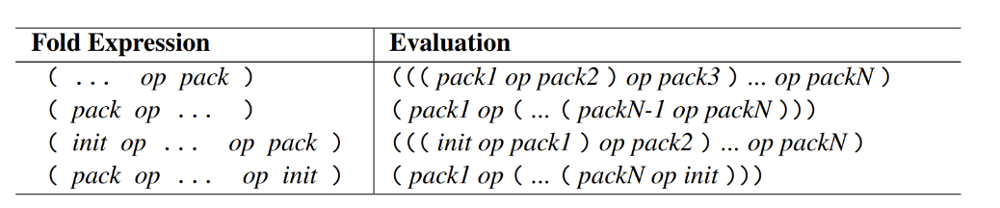 Fold Expression Evaluation
( ... op pack ) ((( pack1 op pack2 ) op pack3 ) ... op packN )
( pack op ... ) ( pack1 op ( ... ( packN-1 op packN )))
( init op ... op pack ) ((( init op pack1 ) op pack2 ) ... op packN )
( pack op ... op init ) ( pack1 op ( ... ( packN op init )))